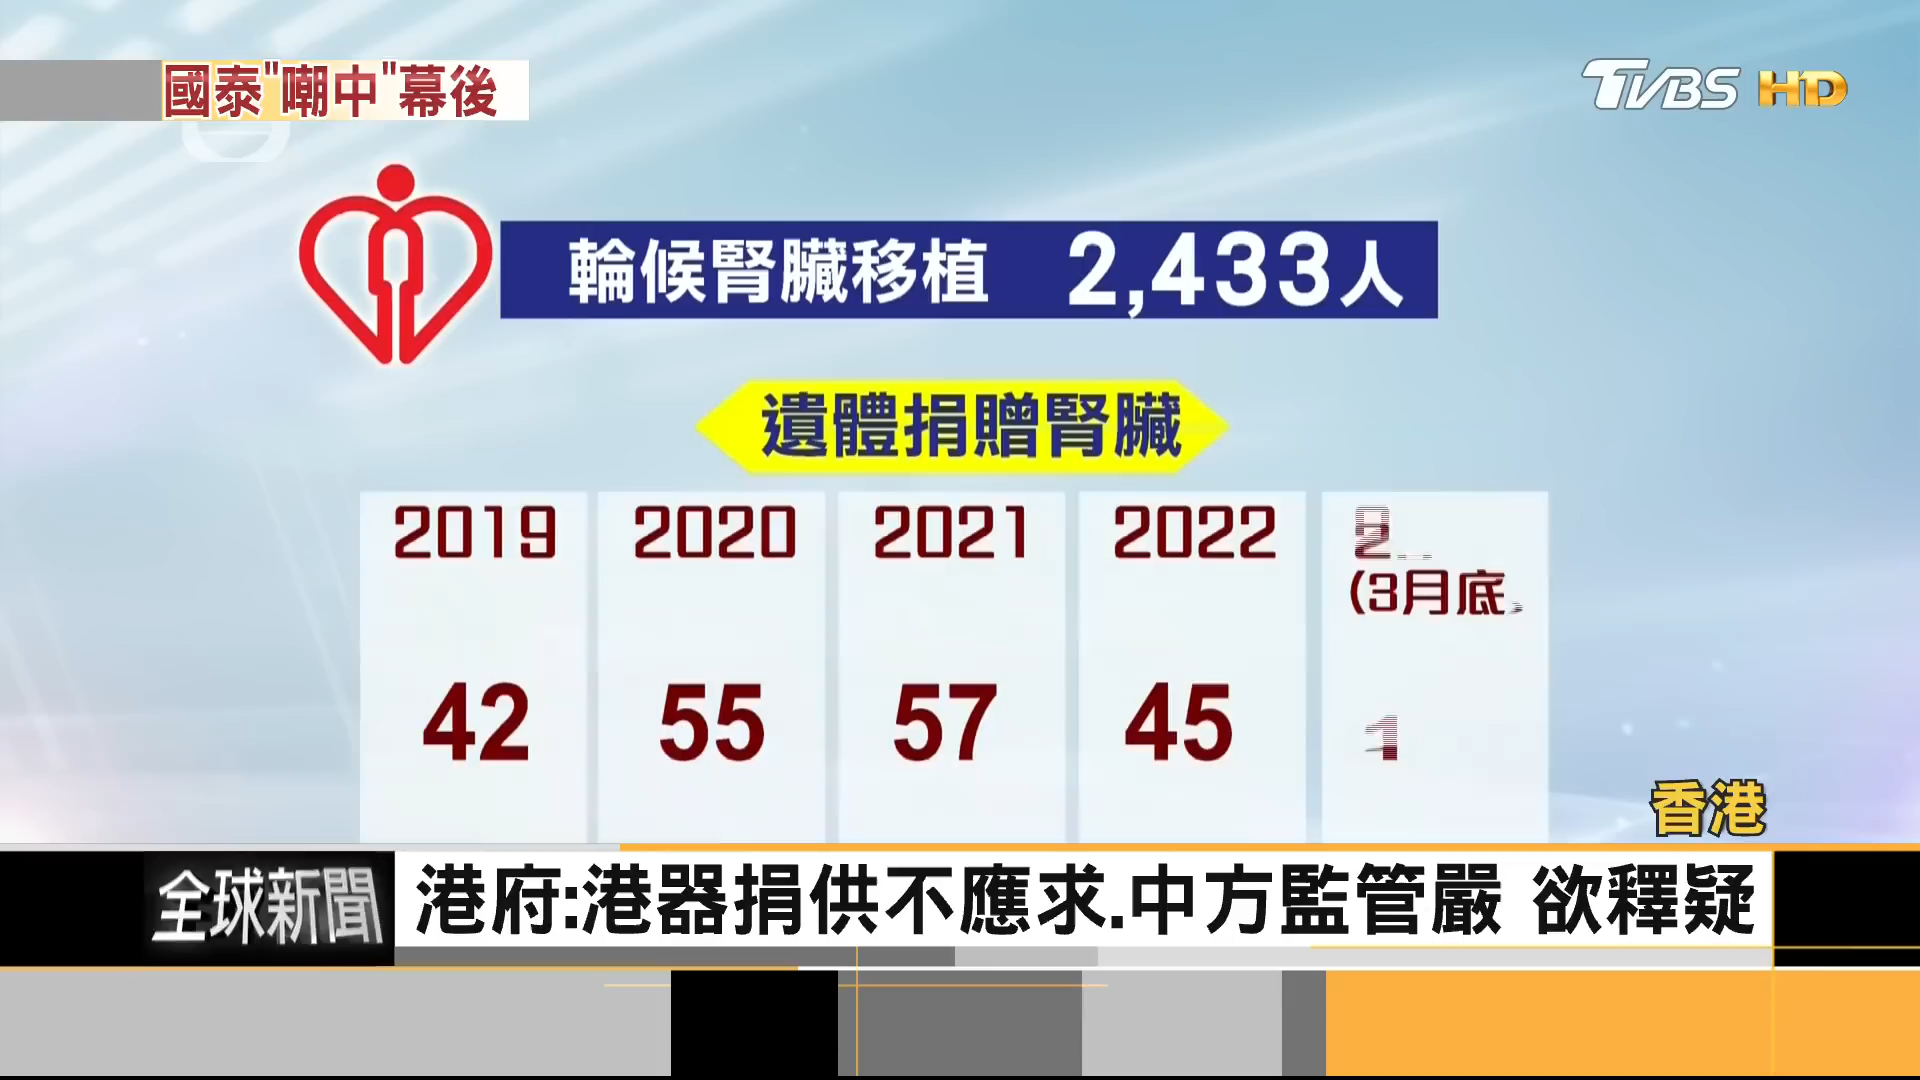 國泰"嘲中"幕後
TVBS HD
輪候腎臟移植 2,433人
遺體捐贈腎臟
2019 2020 2021 2022
(3月底
42 55 57 45
香港
全球新聞
港府:港器捐供不應求.中方監管嚴 欲釋疑